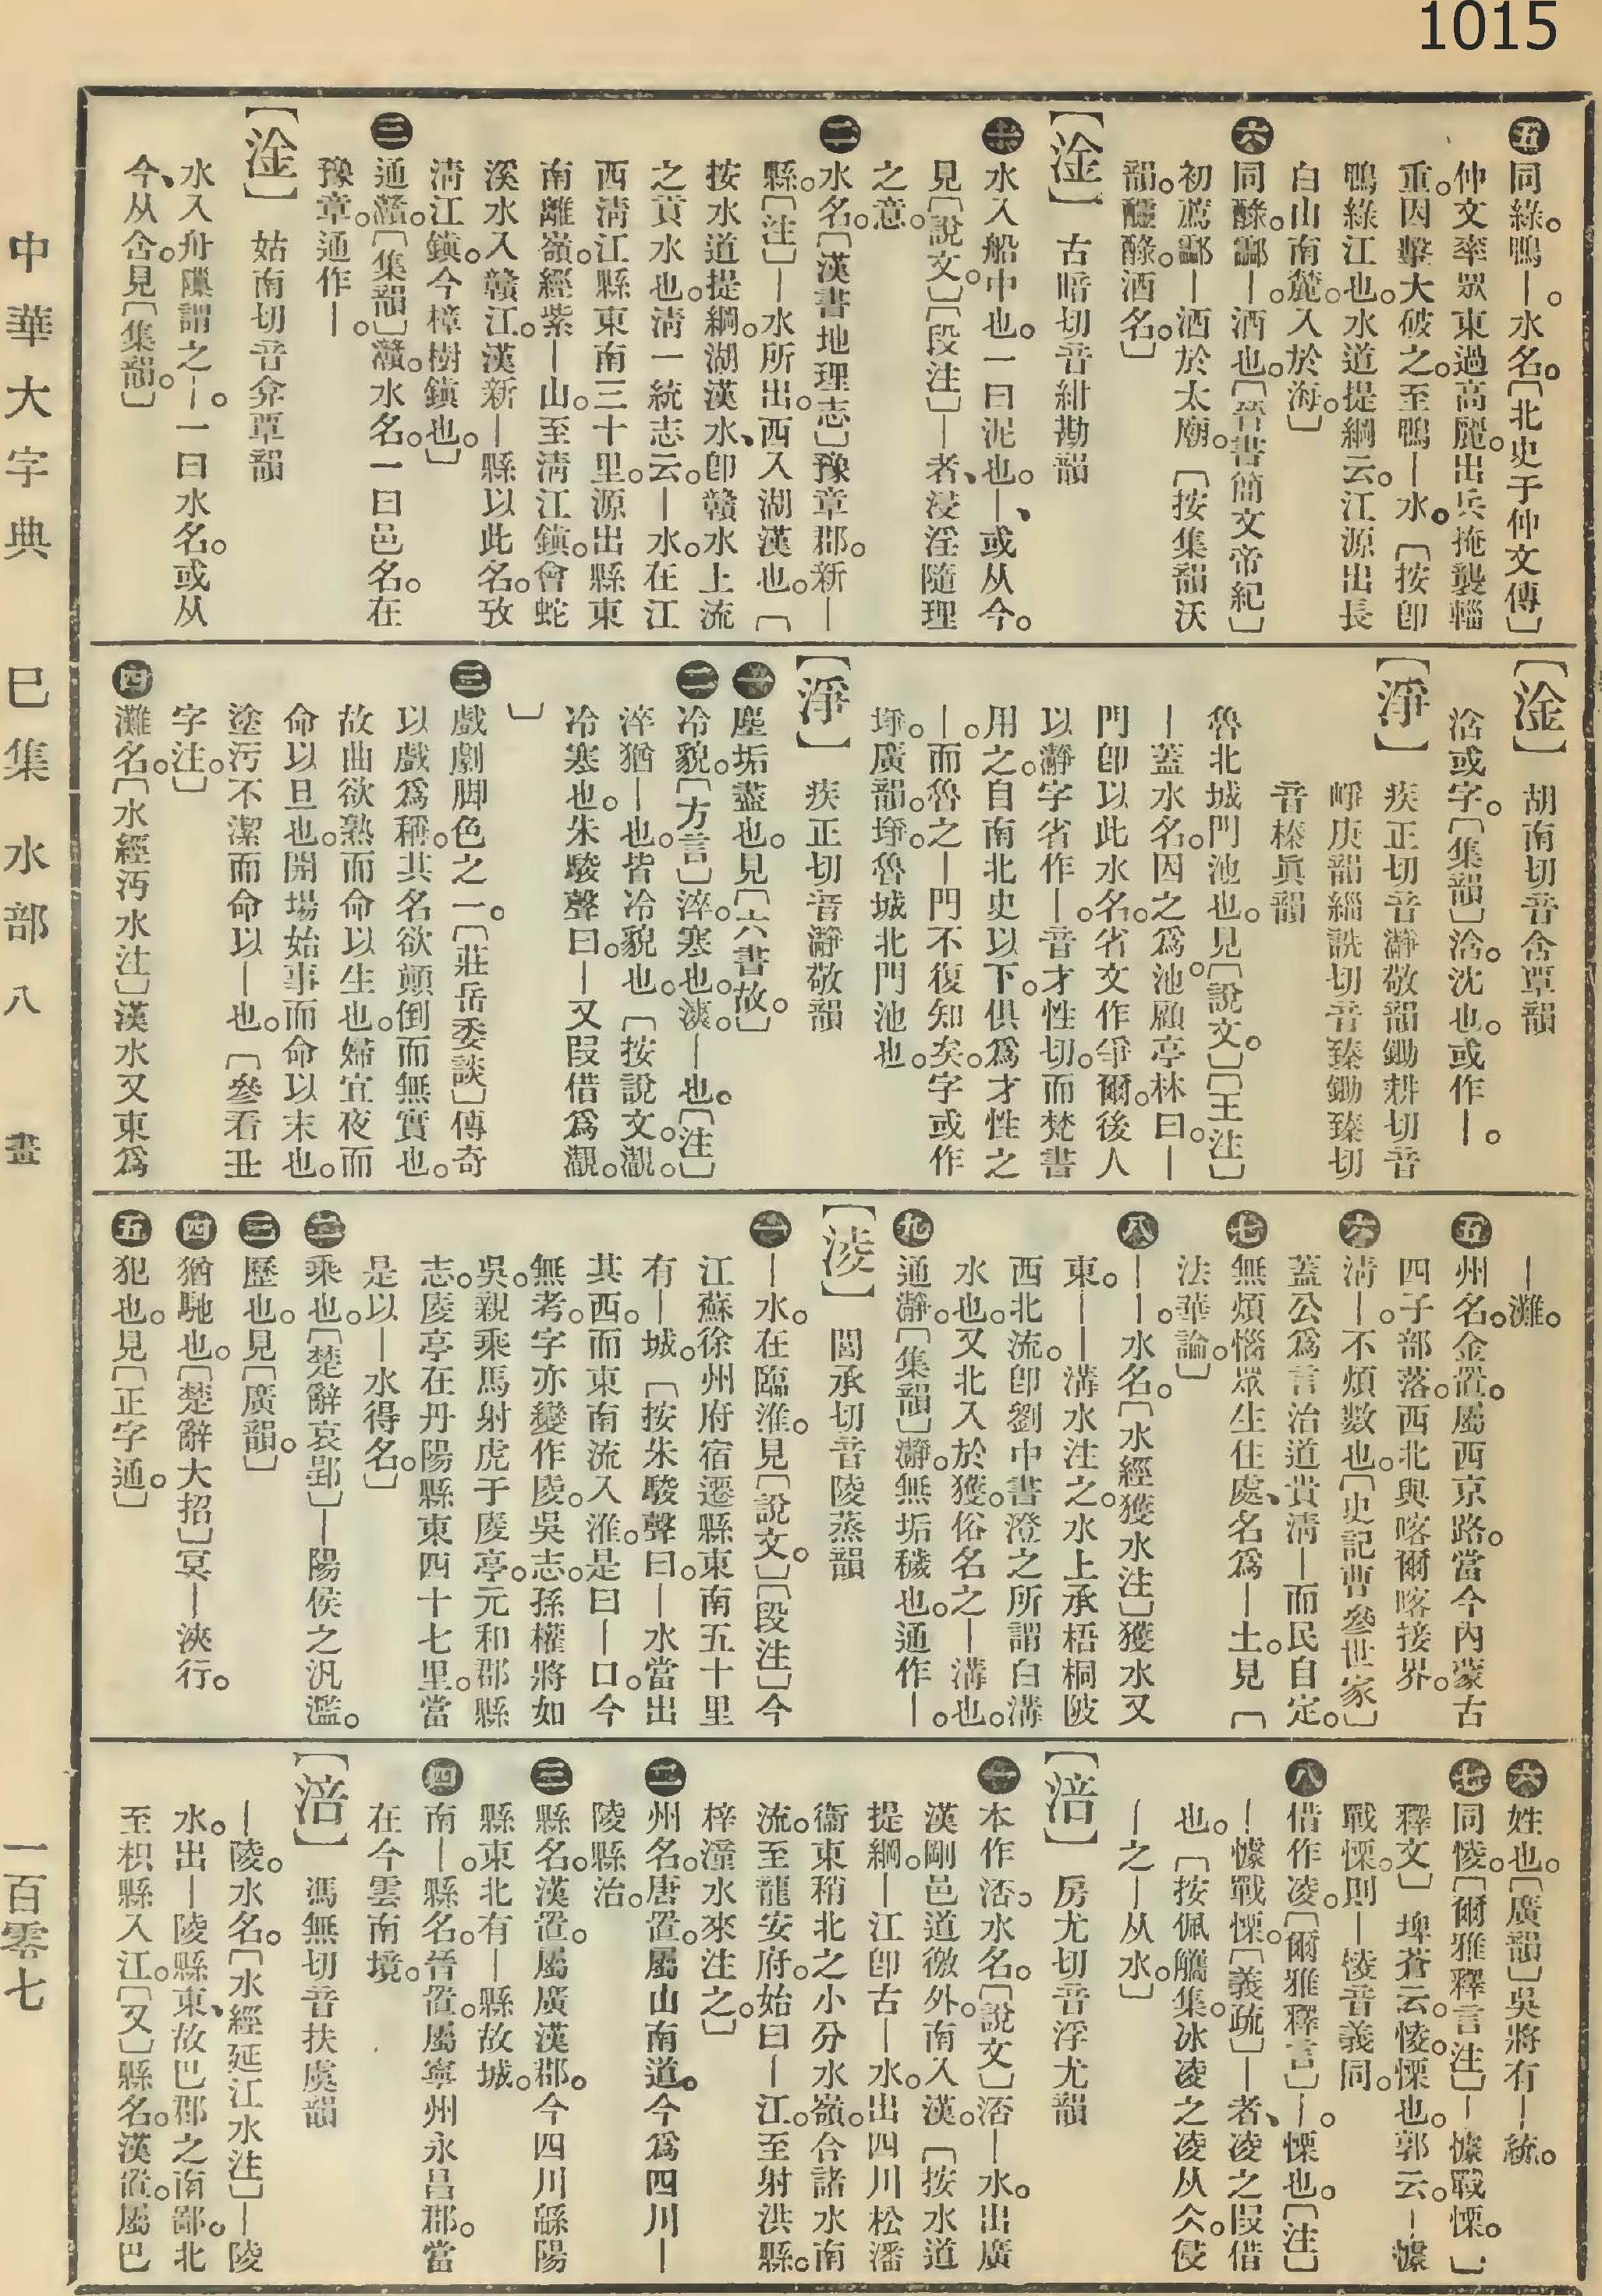 1015
五同綠。鴨—。水名。〔北史于仲文傳〕
仲文率眾東過高麗。出兵掩襲輜
重。因擊大破之。至鴨—水。〔按卽
鴨綠江也。水道提綱云。江源出長
白山南麓。入於海。〕
六同醁。酃—。酒也。〔晉書簡文帝紀〕
初薦酃—酒於太廟。〔按集韻沃
韻。醽醁。酒名。〕
【淦】古暗切音紺勘韻
一水入船中也。一曰泥也。—、或从今。
見〔說文。〕〔段注〕—者、浸淫隨理
之意。
二水名。〔漢書地理志〕豫章郡。新—
縣。〔注〕—水所出。西入湖漢也。〔
按水道提綱。湖漢水、卽贛水上流
之貢水也。淸一統志云。—水。在江
西淸江縣東南三十里。源出縣東
南離嶺。經紫—山。至淸江鎭。會蛇
溪水入贛江。漢新—縣以此名。攷
淸江鎭。今樟樹鎭也。〕
三通灨。〔集韻〕灨。水名。一曰邑名。在
豫章。通作—。
【淦】姑南切音弇覃韻
水入舟隟謂之—。一曰水名。或从
今、从含。見〔集韻。〕
【淦】胡南切音含覃韻
浛或字。〔集韻〕浛。沈也。或作—。
【淨】疾正切音瀞敬韻鋤耕切音
崢庚韻緇詵切音臻鋤臻切
音榛眞韻
魯北城門池也。見〔說文。〕〔王注〕
—蓋水名。因之爲池。顧亭林曰。—
門卽以此水名。省文作爭爾。後人
以瀞字省作—。音才性切。而梵書
用之。自南北史以下。俱爲才性之
—。而魯之—門不復知矣。字或作
埩。廣韻。埩。魯城北門池也。
【淨】疾正切音瀞敬韻
一塵垢盡也。見〔六書故。〕
二冷貌。〔方言〕淬。寒也。淡。—也。〔注〕
淬猶—也。皆冷貌也。〔按說文。瀙。
冷寒也。朱駿聲曰。—又叚借爲瀙。
〕
三戲劇脚色之一。〔莊岳委談〕傳奇
以戲爲稱。其名欲顛倒而無實也。
故曲欲熟而命以生也。婦宜夜而
命以旦也。開場始事而命以末也。
塗污不潔而命以—也。〔參看丑
字注。〕
四灘名。〔水經沔水注〕漢水又東爲
—灘。
五州名。金置。屬西京路。當今內蒙古
四子部落。西北與喀爾喀接界。
六淸—。不煩數也。〔史記曹參世家〕
蓋公爲言治道貴淸—而民自定。
七無煩惱眾生住處、名爲—土。見〔
法華論。〕
八——。水名。〔水經獲水注〕獲水又
東。——溝水注之。水上承梧桐陂
西北流。卽劉中書澄之所謂白溝
水也。又北入於獲。俗名之—溝也。
九通瀞。〔集韻〕瀞。無垢穢也。通作—。
【淩】閭承切音陵蒸韻
一—水。在臨淮。見〔說文。〕〔段注〕今
江蘇徐州府宿遷縣東南五十里
有—城。〔按朱駿聲曰。—水當出
其西。而東南流入淮。是曰—口。今
無考。字亦變作㥄。吳志。孫權將如
吳。親乘馬射虎于㥄亭。元和郡縣
志。㥄亭在丹陽縣東四十七里。當
是以—水得名。〕
二乘也。〔楚辭哀郢〕—陽侯之汎濫。
三歷也。見〔廣韻。〕
四猶馳也。〔楚辭大招〕冥—浹行。
五犯也。見〔正字通。〕
六姓也。〔廣韻〕吳將有—統。
七同㥄。〔爾雅釋言注〕—懅戰慄。〔
釋文〕埤蒼云。㥄。慄也。郭云。—懅
戰慄。則—㥄音義同。
八借作凌。〔爾雅釋言〕—。慄也。〔注〕
—懅戰慄。〔義疏〕—者、凌之叚借
也。〔按佩觿集。冰凌之凌从仌。侵
—之—从水。〕
【涪】房尤切音浮尤韻
一本作㳪。水名。〔說文〕㳪—水。出廣
漢剛邑道徼外。南入漢。〔按水道
提綱。—江卽古—水。出四川松潘
衞東稍北之小分水嶺。合諸水南
流。至龍安府。始曰—江。至射洪縣。
梓潼水來注之。〕
二州名。唐置。屬山南道。今爲四川—
陵縣治。
三縣名。漢置。屬廣漢郡。今四川緜陽
縣東北有—縣故城。
四南—。縣名。晉置。屬寧州永昌郡。當
在今雲南境。
【涪】馮無切音扶虞韻
—陵。水名。〔水經延江水注〕—陵
水。出—陵縣東、故巴郡之南鄙。北
至枳縣入江。〔又〕縣名。漢置。屬巴
中華大字典　巳集　水部　八畫　一百零七